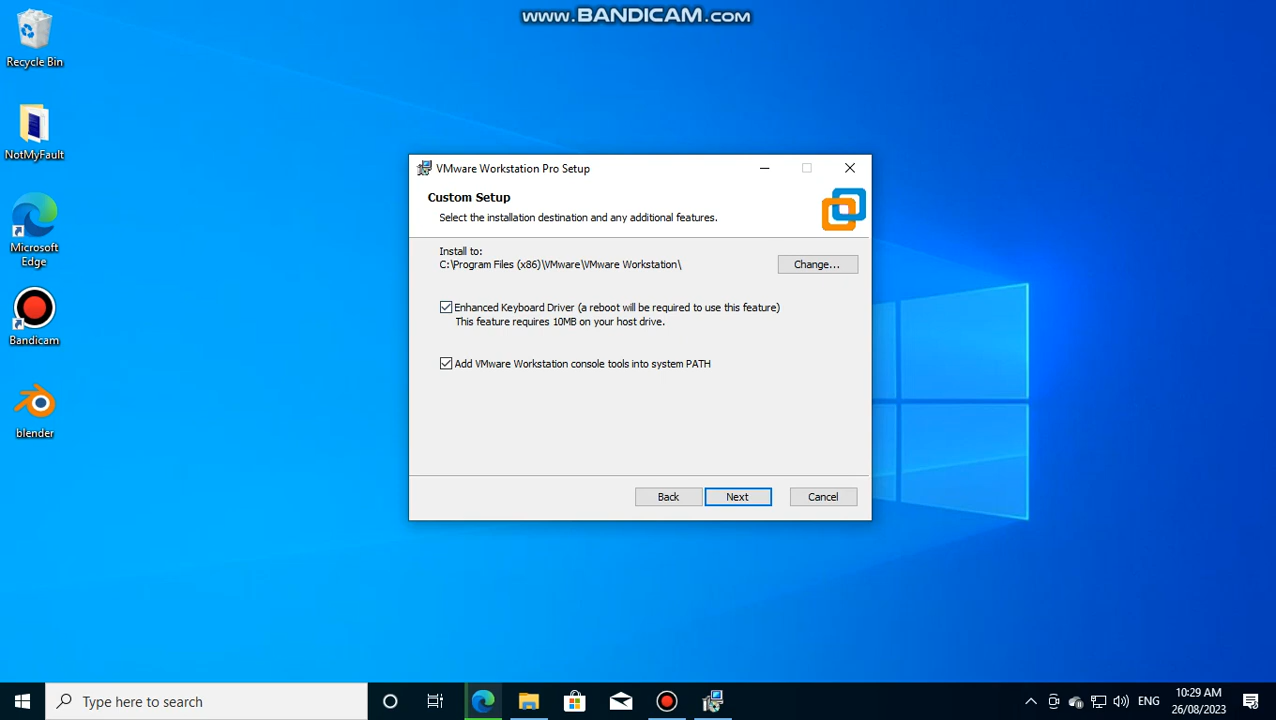 www.BANDICAM.com
Recycle Bin
NotMyFault
Microsoft
Edge
Bandicam
blender
VMware Workstation Pro Setup
Custom Setup
Select the installation destination and any additional features.
Install to:
C:\Program Files (x86)\VMware\VMware Workstation\
Change...
Enhanced Keyboard Driver (a reboot will be required to use this feature)
This feature requires 10MB on your host drive.
Add VMware Workstation console tools into system PATH
Back
Next
Cancel
Type here to search
ENG
10:29 AM
26/08/2023